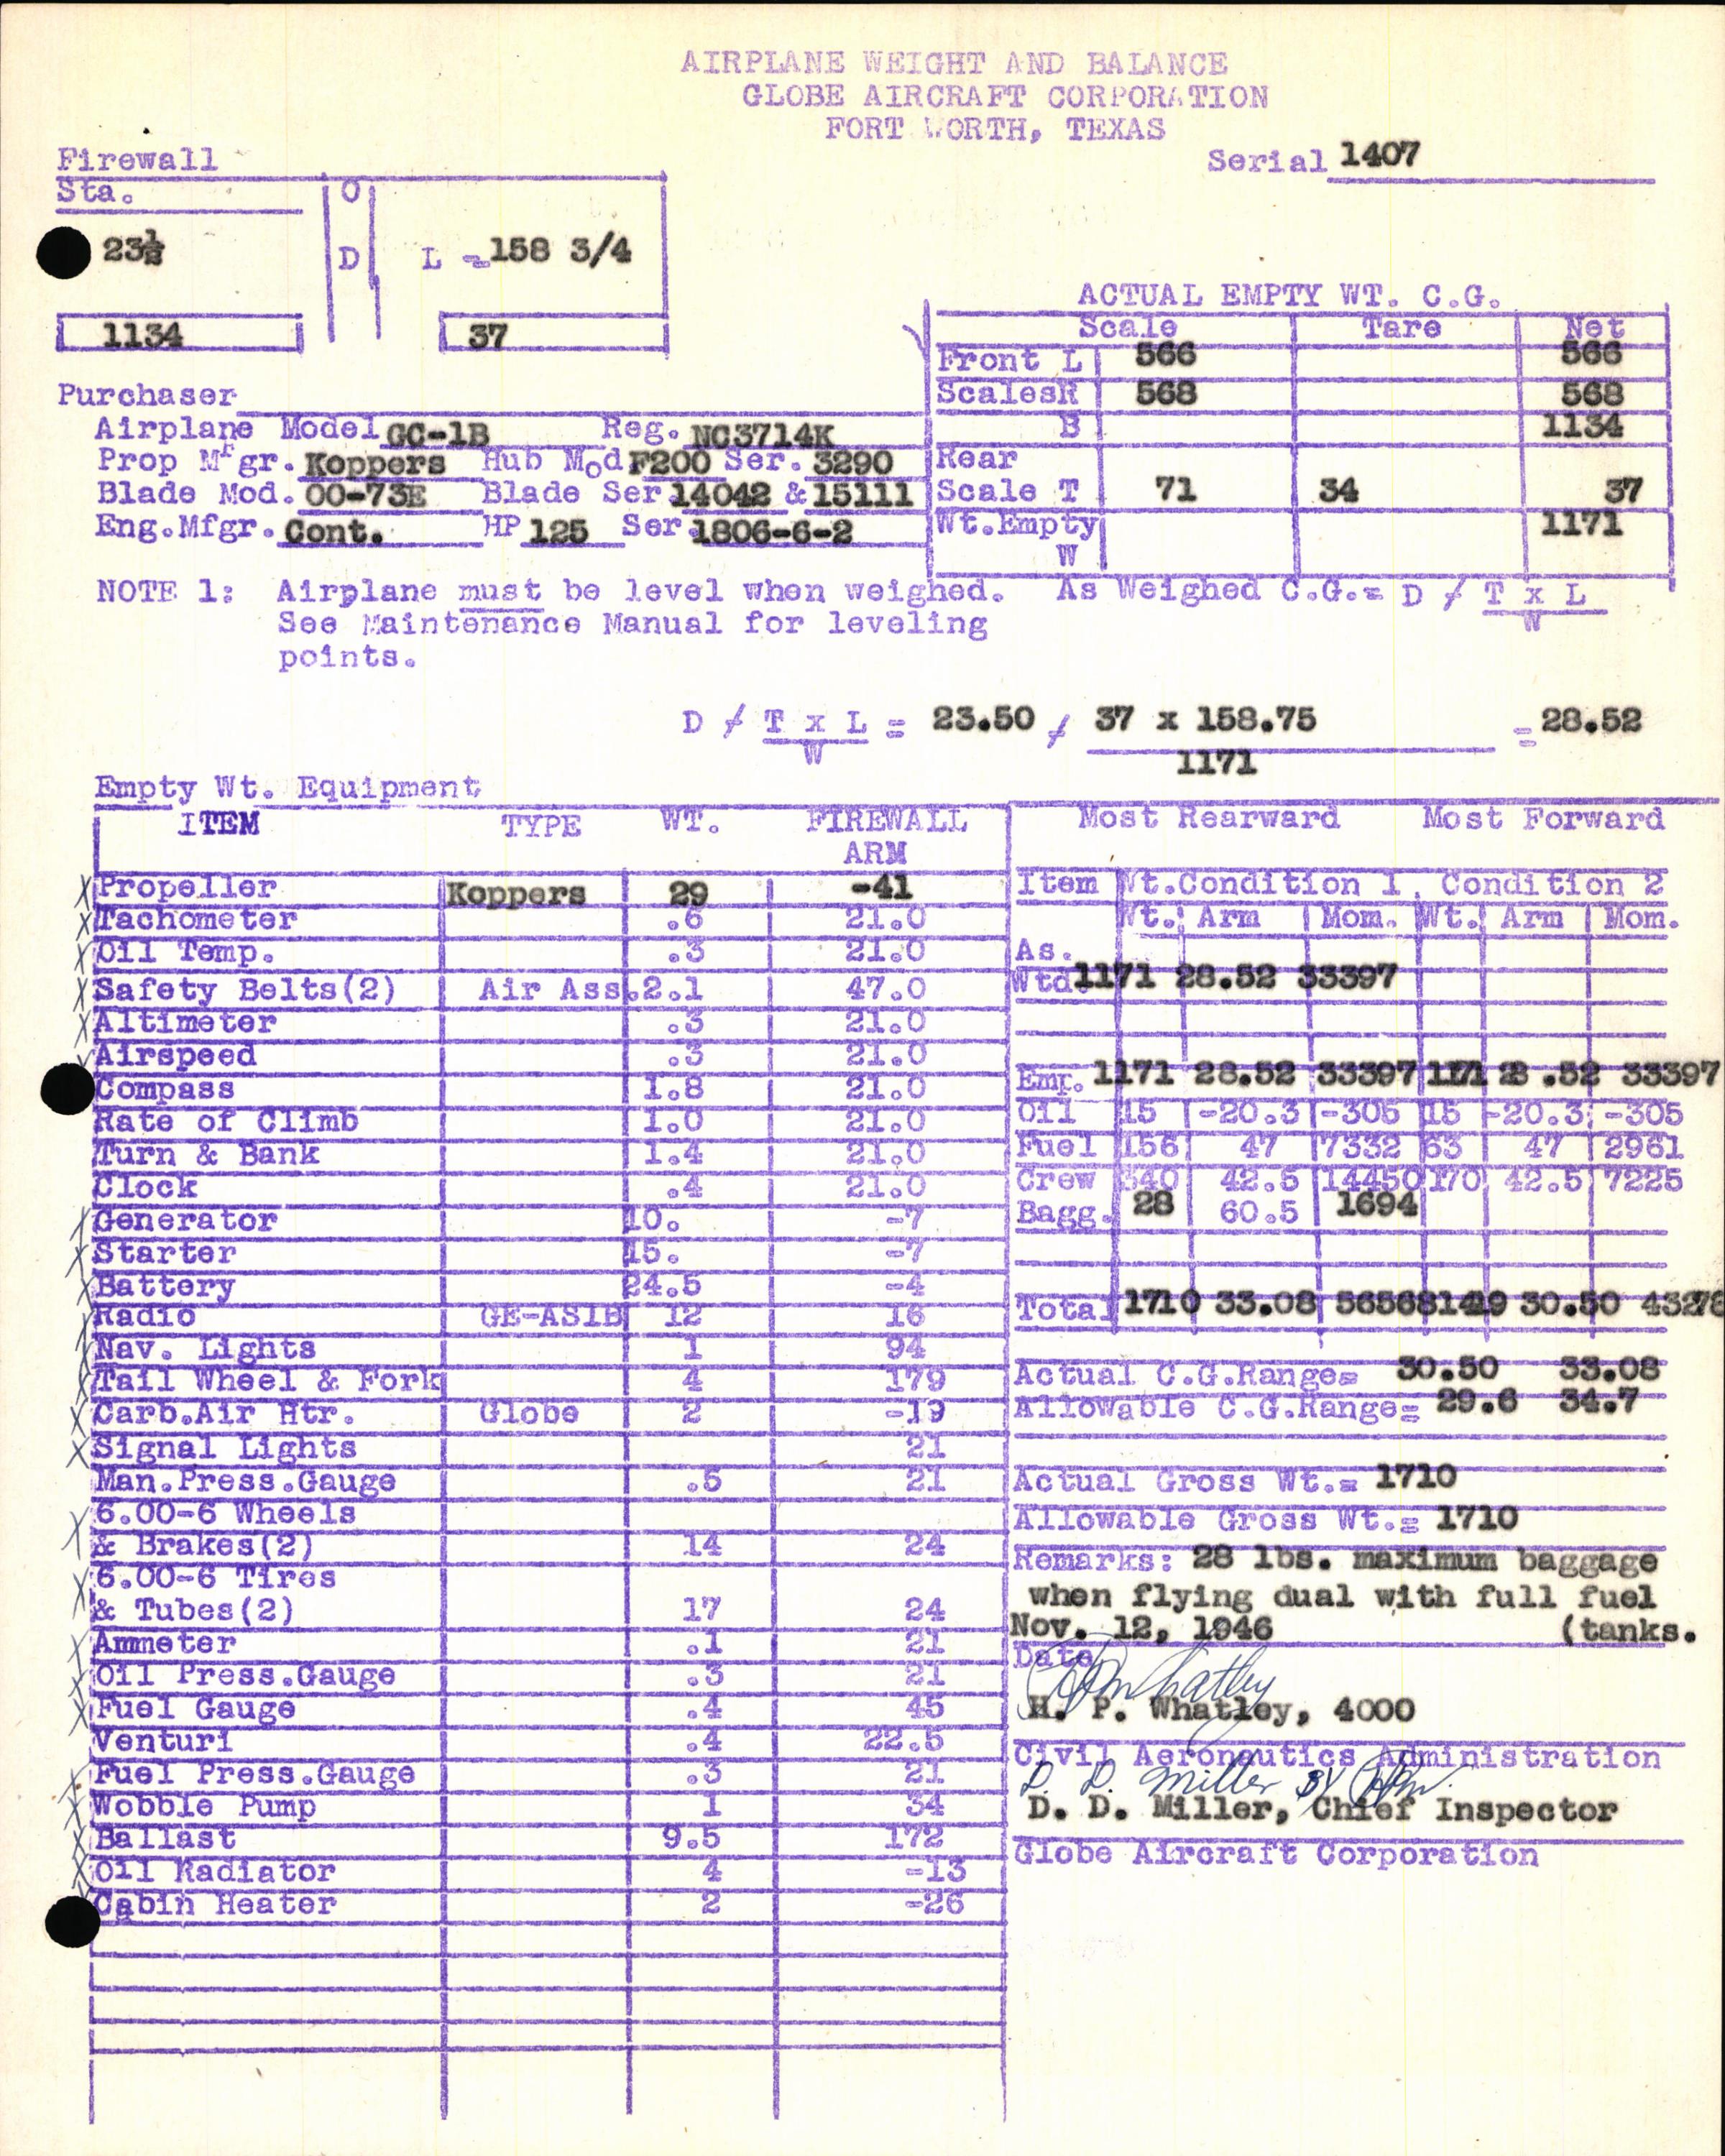 AIRPLANE WEIGHT AND BALANCE
GLOBE AIRCRAFT CORPORATION
FORT WORTH, TEXAS
Serial 1407
Firewall
Sta. O
23½ D L = 158 3/4
1134 37
ACTUAL EMPTY WT. C.G.
Scale Tare Net
Front L 566 566
Scales R 568 568
B 1134
Rear
Scale T 71 34 37
Wt.Empty 1171
W
Purchaser
Airplane Model GC-1B Reg. NC3714K
Prop Mfgr. Koppers Hub Mod F200 Ser. 3290
Blade Mod. 00-73E Blade Ser 14042 & 15111
Eng.Mfgr. Cont. HP 125 Ser 1806-6-2
NOTE 1: Airplane must be level when weighed.
See Maintenance Manual for leveling
points.
As Weighed C.G.= D / T x L
W
D / T x L = 23.50 / 37 x 158.75 = 28.52
W 1171
Empty Wt. Equipment
ITEM TYPE WT. FIREWALL
ARM
X Propeller Koppers 29 -41
X Tachometer .6 21.0
X Oil Temp. .3 21.0
X Safety Belts(2) Air Ass. 2.1 47.0
X Altimeter .3 21.0
Airspeed .3 21.0
Compass 1.8 21.0
Rate of Climb 1.0 21.0
Turn & Bank 1.4 21.0
Clock .4 21.0
X Generator 10. -7
X Starter 15. -7
X Battery 24.5 -4
X Radio GE-AS1B 12 16
X Nav. Lights 1 94
X Tail Wheel & Fork 4 179
X Carb.Air Htr. Globe 2 -19
X Signal Lights 21
Man.Press.Gauge .5 21
6.00-6 Wheels
X & Brakes(2) 14 24
X 6.00-6 Tires
& Tubes(2) 17 24
X Ammeter .1 21
X Oil Press.Gauge .3 21
X Fuel Gauge .4 45
Venturi .4 22.5
X Fuel Press.Gauge .3 21
X Wobble Pump 1 34
X Ballast 9.5 172
X Oil Radiator 4 -13
Cabin Heater 2 -26
Most Rearward Most Forward
Item Wt.Condition 1, Condition 2
Wt. Arm Mom. Wt. Arm Mom.
As.
Wtd. 1171 28.52 33397
Emp. 1171 28.52 33397 1171 28.52 33397
Oil 15 -20.3 -305 15 -20.3 -305
Fuel 156 47 7332 63 47 2961
Crew 340 42.5 14450 170 42.5 7225
Bagg. 28 60.5 1694
Total 1710 33.08 56568 1419 30.50 43278
Actual C.G.Range= 30.50 33.08
Allowable C.G.Range= 29.6 34.7
Actual Gross Wt.= 1710
Allowable Gross Wt.= 1710
Remarks: 28 lbs. maximum baggage
when flying dual with full fuel
Nov. 12, 1946 (tanks.
Date
H. P. Whatley, 4000
Civil Aeronautics Administration
D. D. Miller BY
D. D. Miller, Chief Inspector
Globe Aircraft Corporation